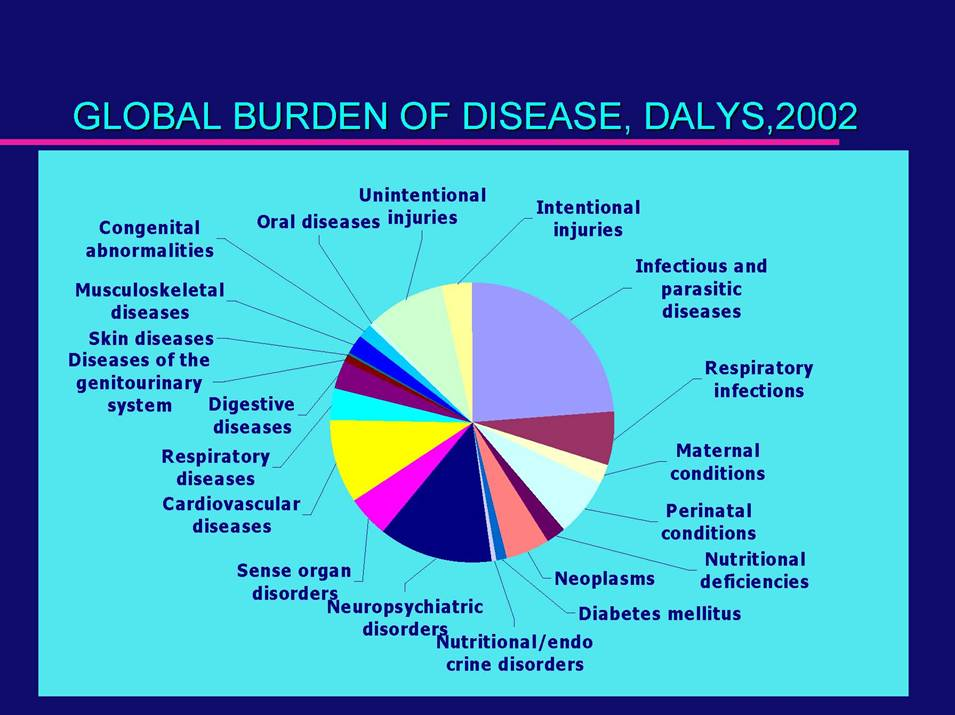 GLOBAL BURDEN OF DISEASE, DALYS,2002
Unintentional
injuries
Intentional
injuries
Oral diseases
Congenital
abnormalities
Infectious and
parasitic
diseases
Musculoskeletal
diseases
Skin diseases
Diseases of the
genitourinary
system
Respiratory
infections
Digestive
diseases
Maternal
conditions
Respiratory
diseases
Cardiovascular
diseases
Perinatal
conditions
Nutritional
deficiencies
Sense organ
disorders
Neoplasms
Neuropsychiatric
disorders
Diabetes mellitus
Nutritional/endo
crine disorders